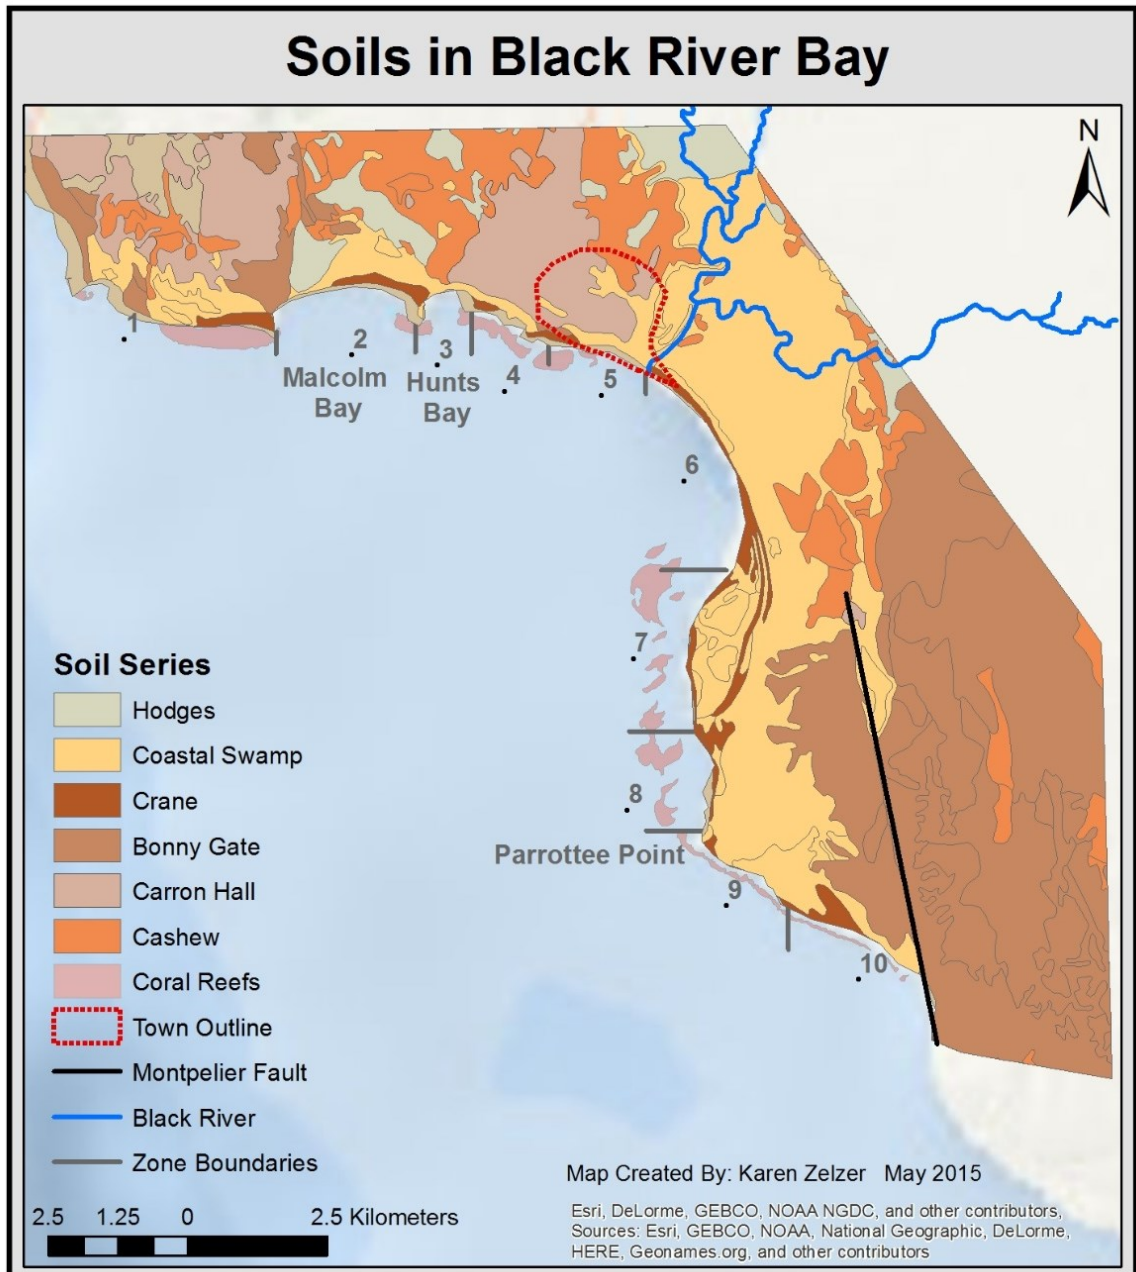 Soils in Black River Bay
N
1
2
Malcolm
Bay
3
Hunts
Bay
4
5
6
7
8
Parrottee Point
9
10
Soil Series
Hodges
Coastal Swamp
Crane
Bonny Gate
Carron Hall
Cashew
Coral Reefs
Town Outline
Montpelier Fault
Black River
Zone Boundaries
2.5 1.25 0 2.5 Kilometers
Map Created By: Karen Zelzer May 2015
Esri, DeLorme, GEBCO, NOAA NGDC, and other contributors,
Sources: Esri, GEBCO, NOAA, National Geographic, DeLorme,
HERE, Geonames.org, and other contributors